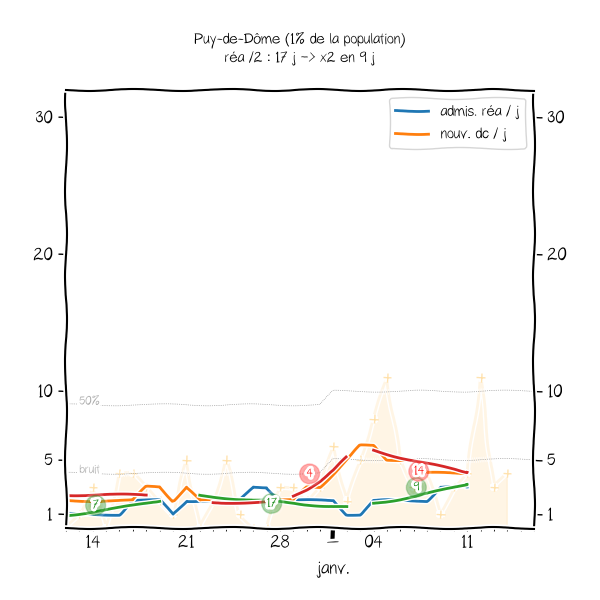 Puy-de-Dôme (1% de la population)
réa /2 : 17 j -> x2 en 9 j
admis. réa / j
nouv. dc / j
30 30
20 20
10 10
50%
5 5
bruit
4 14
9
7 17
1 1
14 21 28 1 04 11
janv.